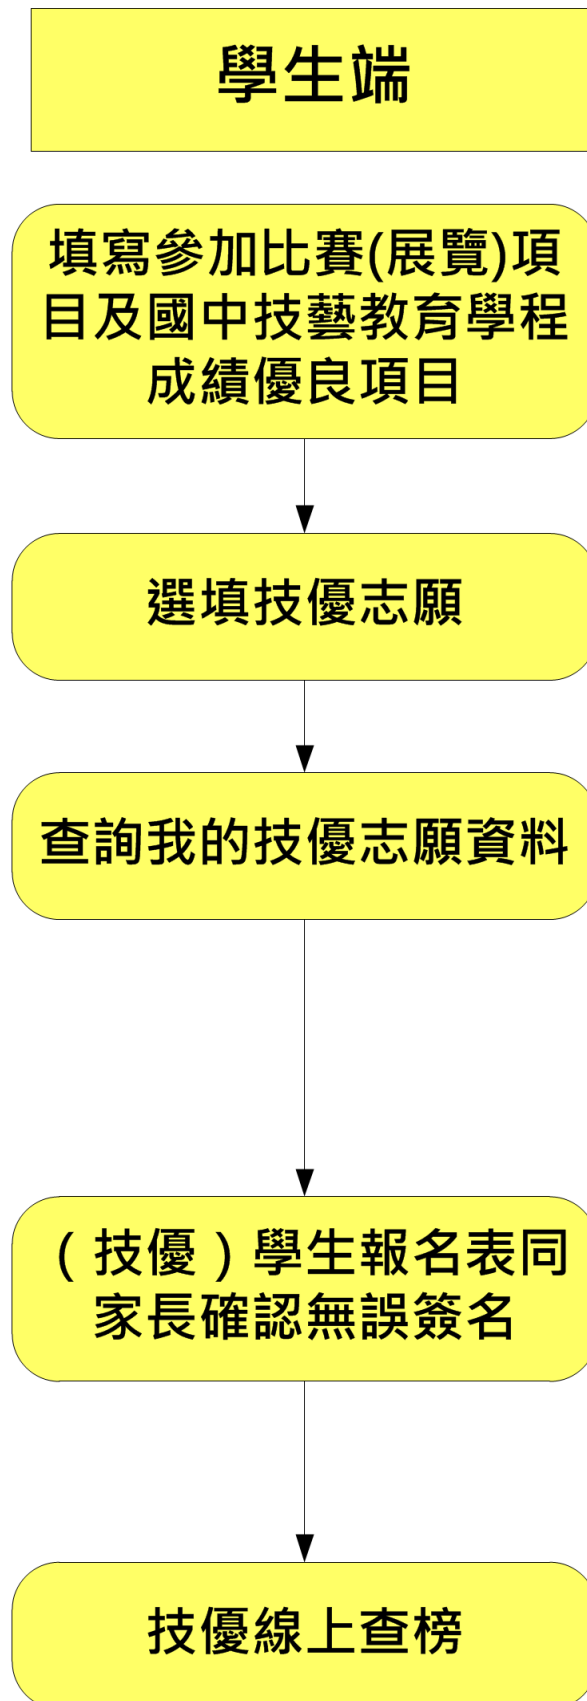 學生端
填寫參加比賽(展覽)項
目及國中技藝教育學程
成績優良項目
選填技優志願
查詢我的技優志願資料
（技優）學生報名表同
家長確認無誤簽名
技優線上查榜